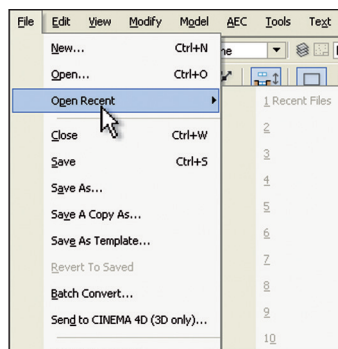 File Edit View Modify Model AEC Tools Text
New... Ctrl+N
Open... Ctrl+O
Open Recent
1 Recent Files
2
3
4
5
6
7
8
9
10
Close Ctrl+W
Save Ctrl+S
Save As...
Save A Copy As...
Save As Template...
Revert To Saved
Batch Convert...
Send to CINEMA 4D (3D only)...